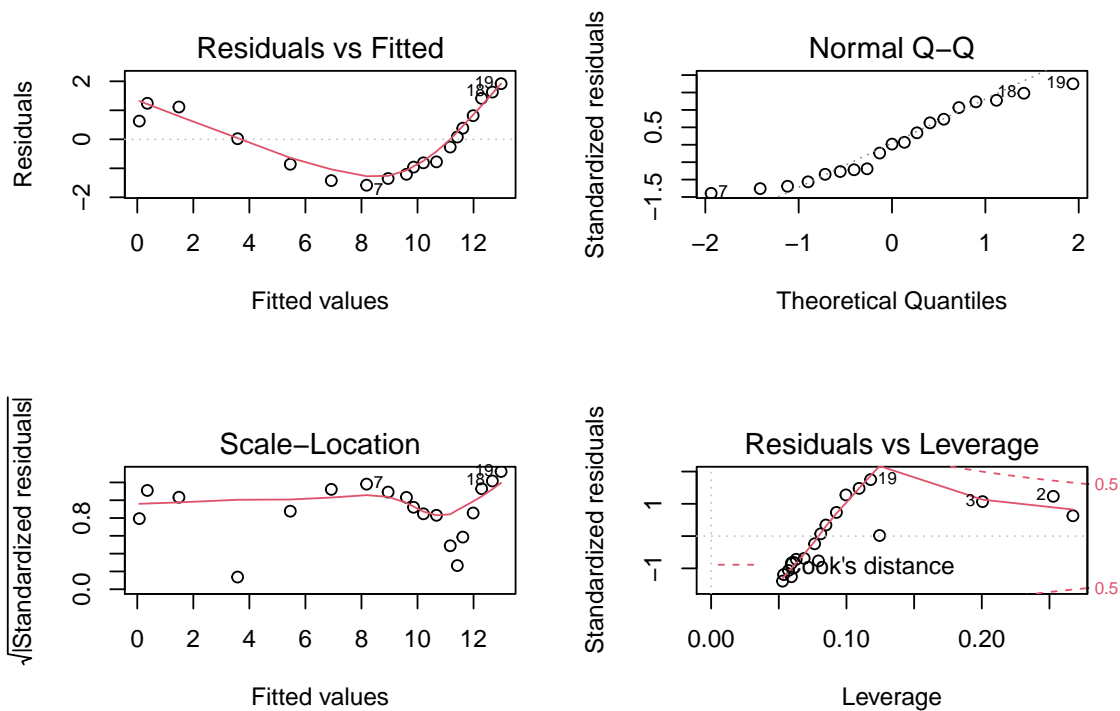 Residuals vs Fitted
Residuals
2
0
−2
19
18
7
0 2 4 6 8 10 12
Fitted values
Normal Q−Q
Standardized residuals
0.5
−1.5
7
18
19
−2 −1 0 1 2
Theoretical Quantiles
Scale−Location
√|Standardized residuals|
0.8
0.0
7
19
18
0 2 4 6 8 10 12
Fitted values
Residuals vs Leverage
Standardized residuals
1
−1
19
3
2
0.5
0.5
Cook's distance
0.00 0.10 0.20
Leverage